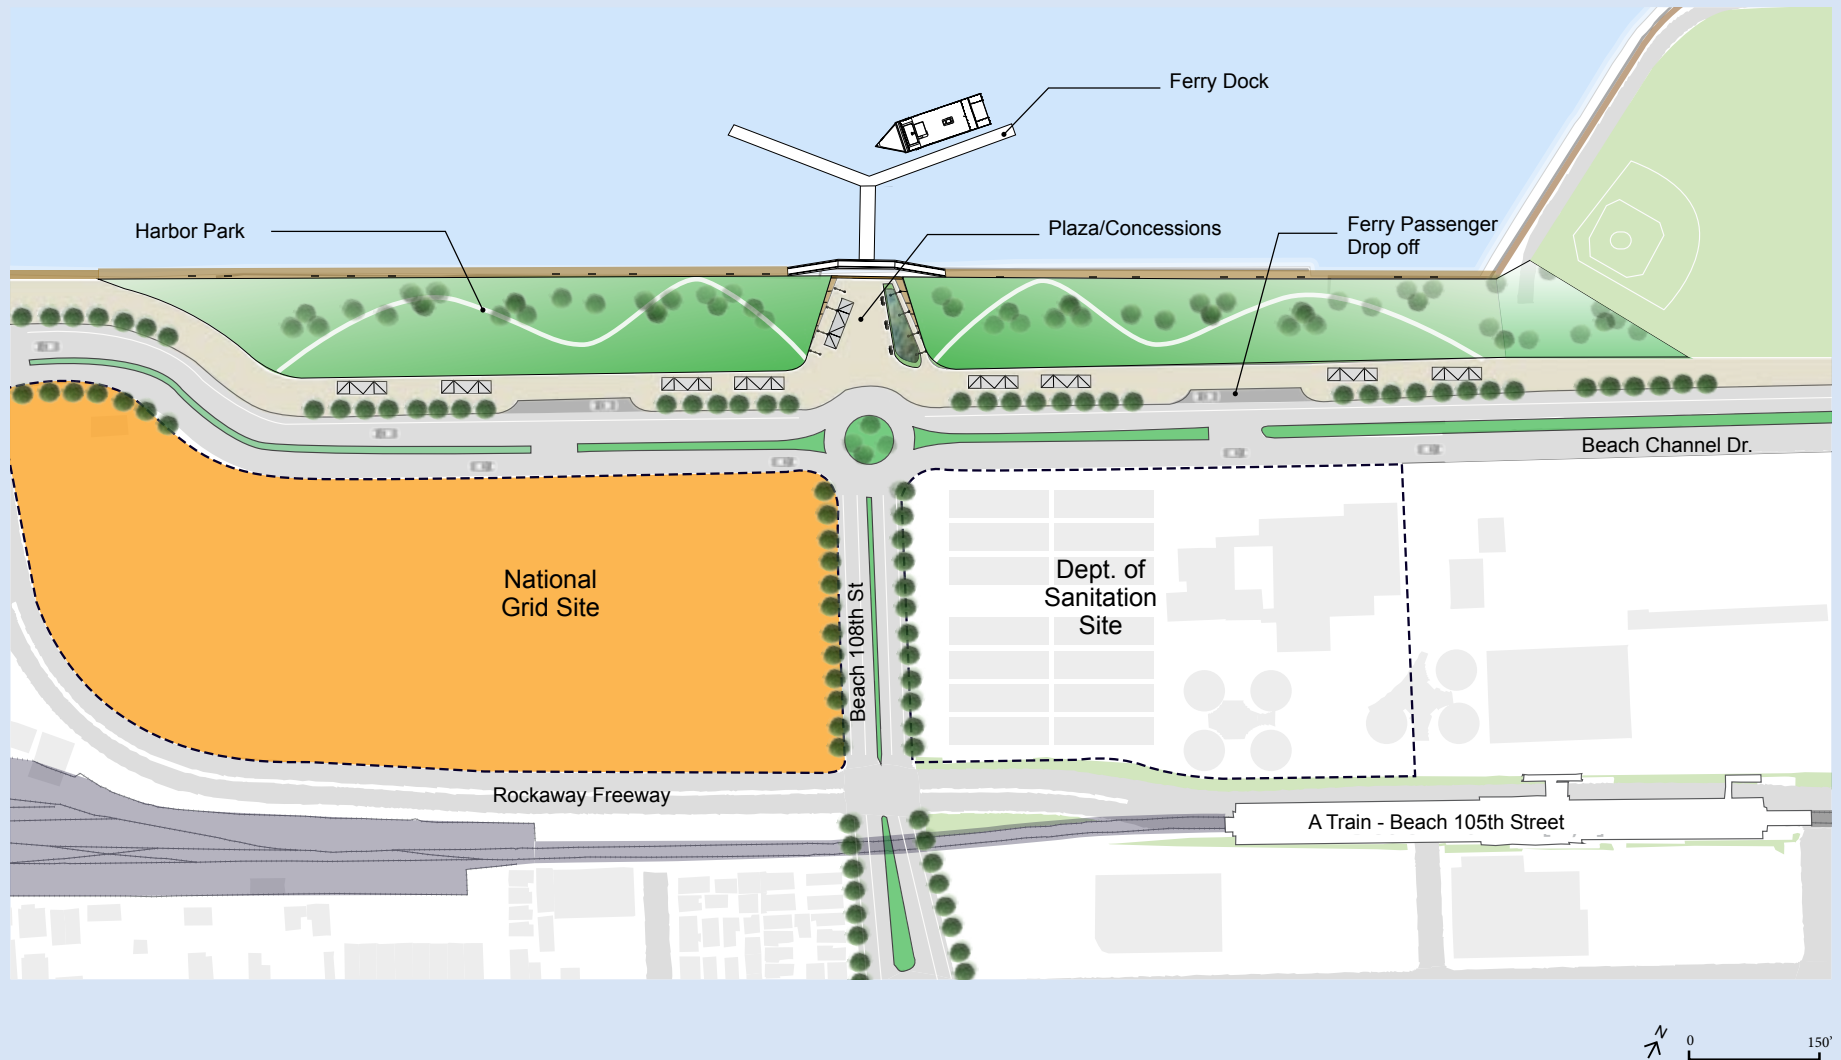 Ferry Dock
Harbor Park
Plaza/Concessions
Ferry Passenger
Drop off
Beach Channel Dr.
National
Grid Site
Dept. of
Sanitation
Site
Beach 108th St
Rockaway Freeway
A Train - Beach 105th Street
N
0
150'